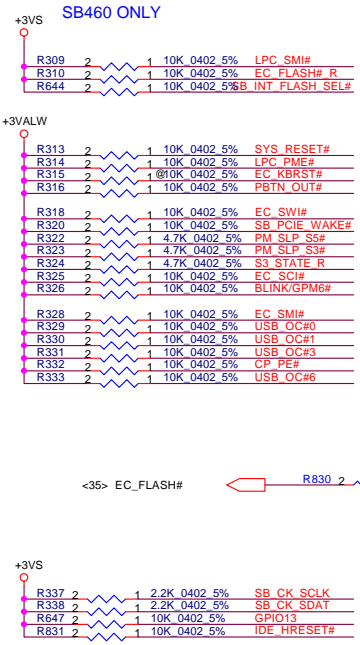 SB460 ONLY
+3VS
R309 2 1 10K_0402_5% LPC_SMI#
R310 2 1 10K_0402_5% EC_FLASH#_R
R644 2 1 10K_0402_5% SB_INT_FLASH_SEL#
+3VALW
R313 2 1 10K_0402_5% SYS_RESET#
R314 2 1 10K_0402_5% LPC_PME#
R315 2 1 @10K_0402_5% EC_KBRST#
R316 2 1 10K_0402_5% PBTN_OUT#
R318 2 1 10K_0402_5% EC_SWI#
R320 2 1 10K_0402_5% SB_PCIE_WAKE#
R322 2 1 4.7K_0402_5% PM_SLP_S5#
R323 2 1 4.7K_0402_5% PM_SLP_S3#
R324 2 1 4.7K_0402_5% S3_STATE_R
R325 2 1 10K_0402_5% EC_SCI#
R326 2 1 10K_0402_5% BLINK/GPM6#
R328 2 1 10K_0402_5% EC_SMI#
R329 2 1 10K_0402_5% USB_OC#0
R330 2 1 10K_0402_5% USB_OC#1
R331 2 1 10K_0402_5% USB_OC#3
R332 2 1 10K_0402_5% CP_PE#
R333 2 1 10K_0402_5% USB_OC#6
<35> EC_FLASH# R830 2
+3VS
R337 2 1 2.2K_0402_5% SB_CK_SCLK
R338 2 1 2.2K_0402_5% SB_CK_SDAT
R647 2 1 10K_0402_5% GPIO13
R831 2 1 10K_0402_5% IDE_HRESET#